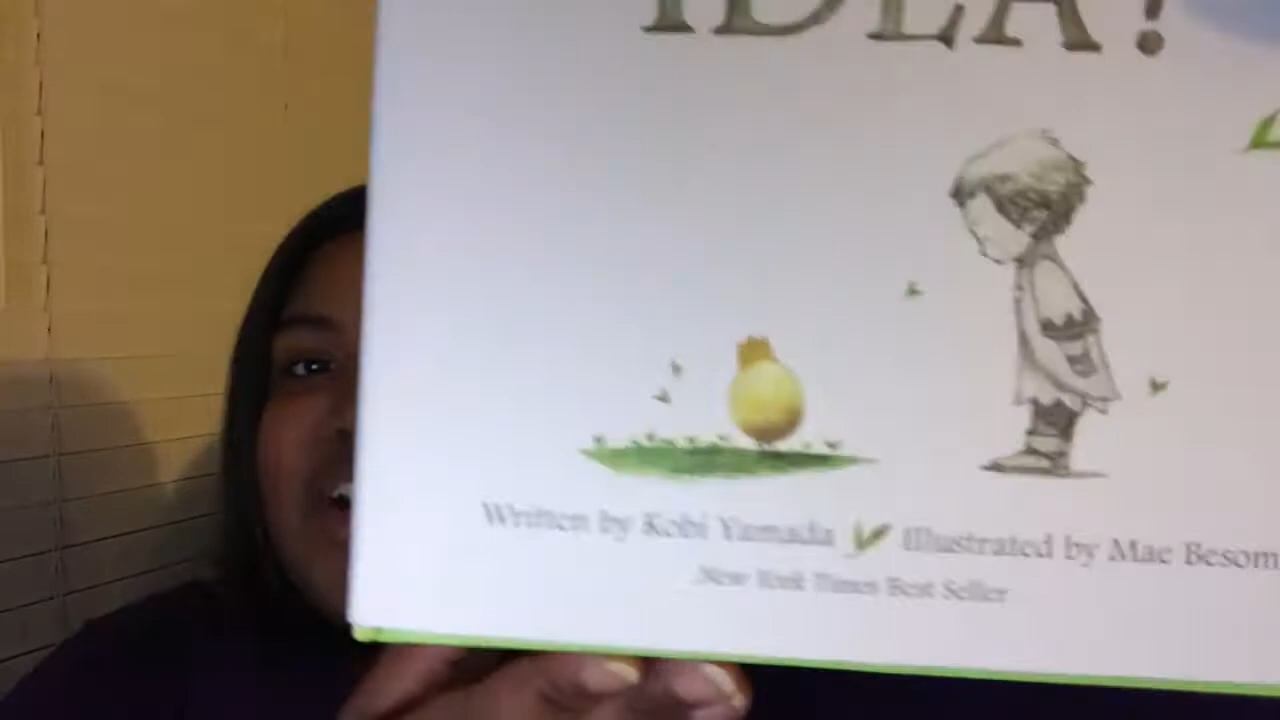 IDEA?
Written by Kobi Yamada Illustrated by Mae Besom
New York Times Best Seller